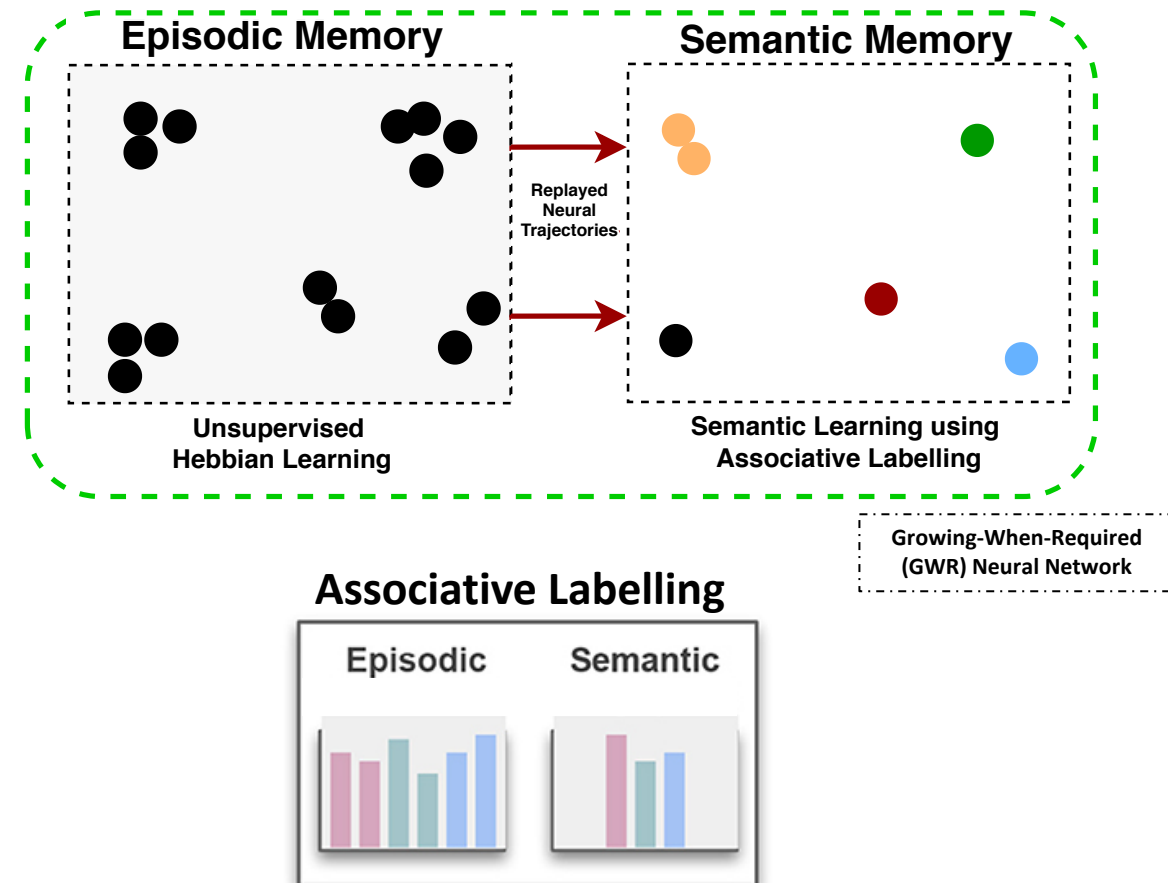 Episodic Memory
Semantic Memory
Replayed
Neural
Trajectories
Unsupervised
Hebbian Learning
Semantic Learning using
Associative Labelling
Growing-When-Required
(GWR) Neural Network
Associative Labelling
Episodic
Semantic